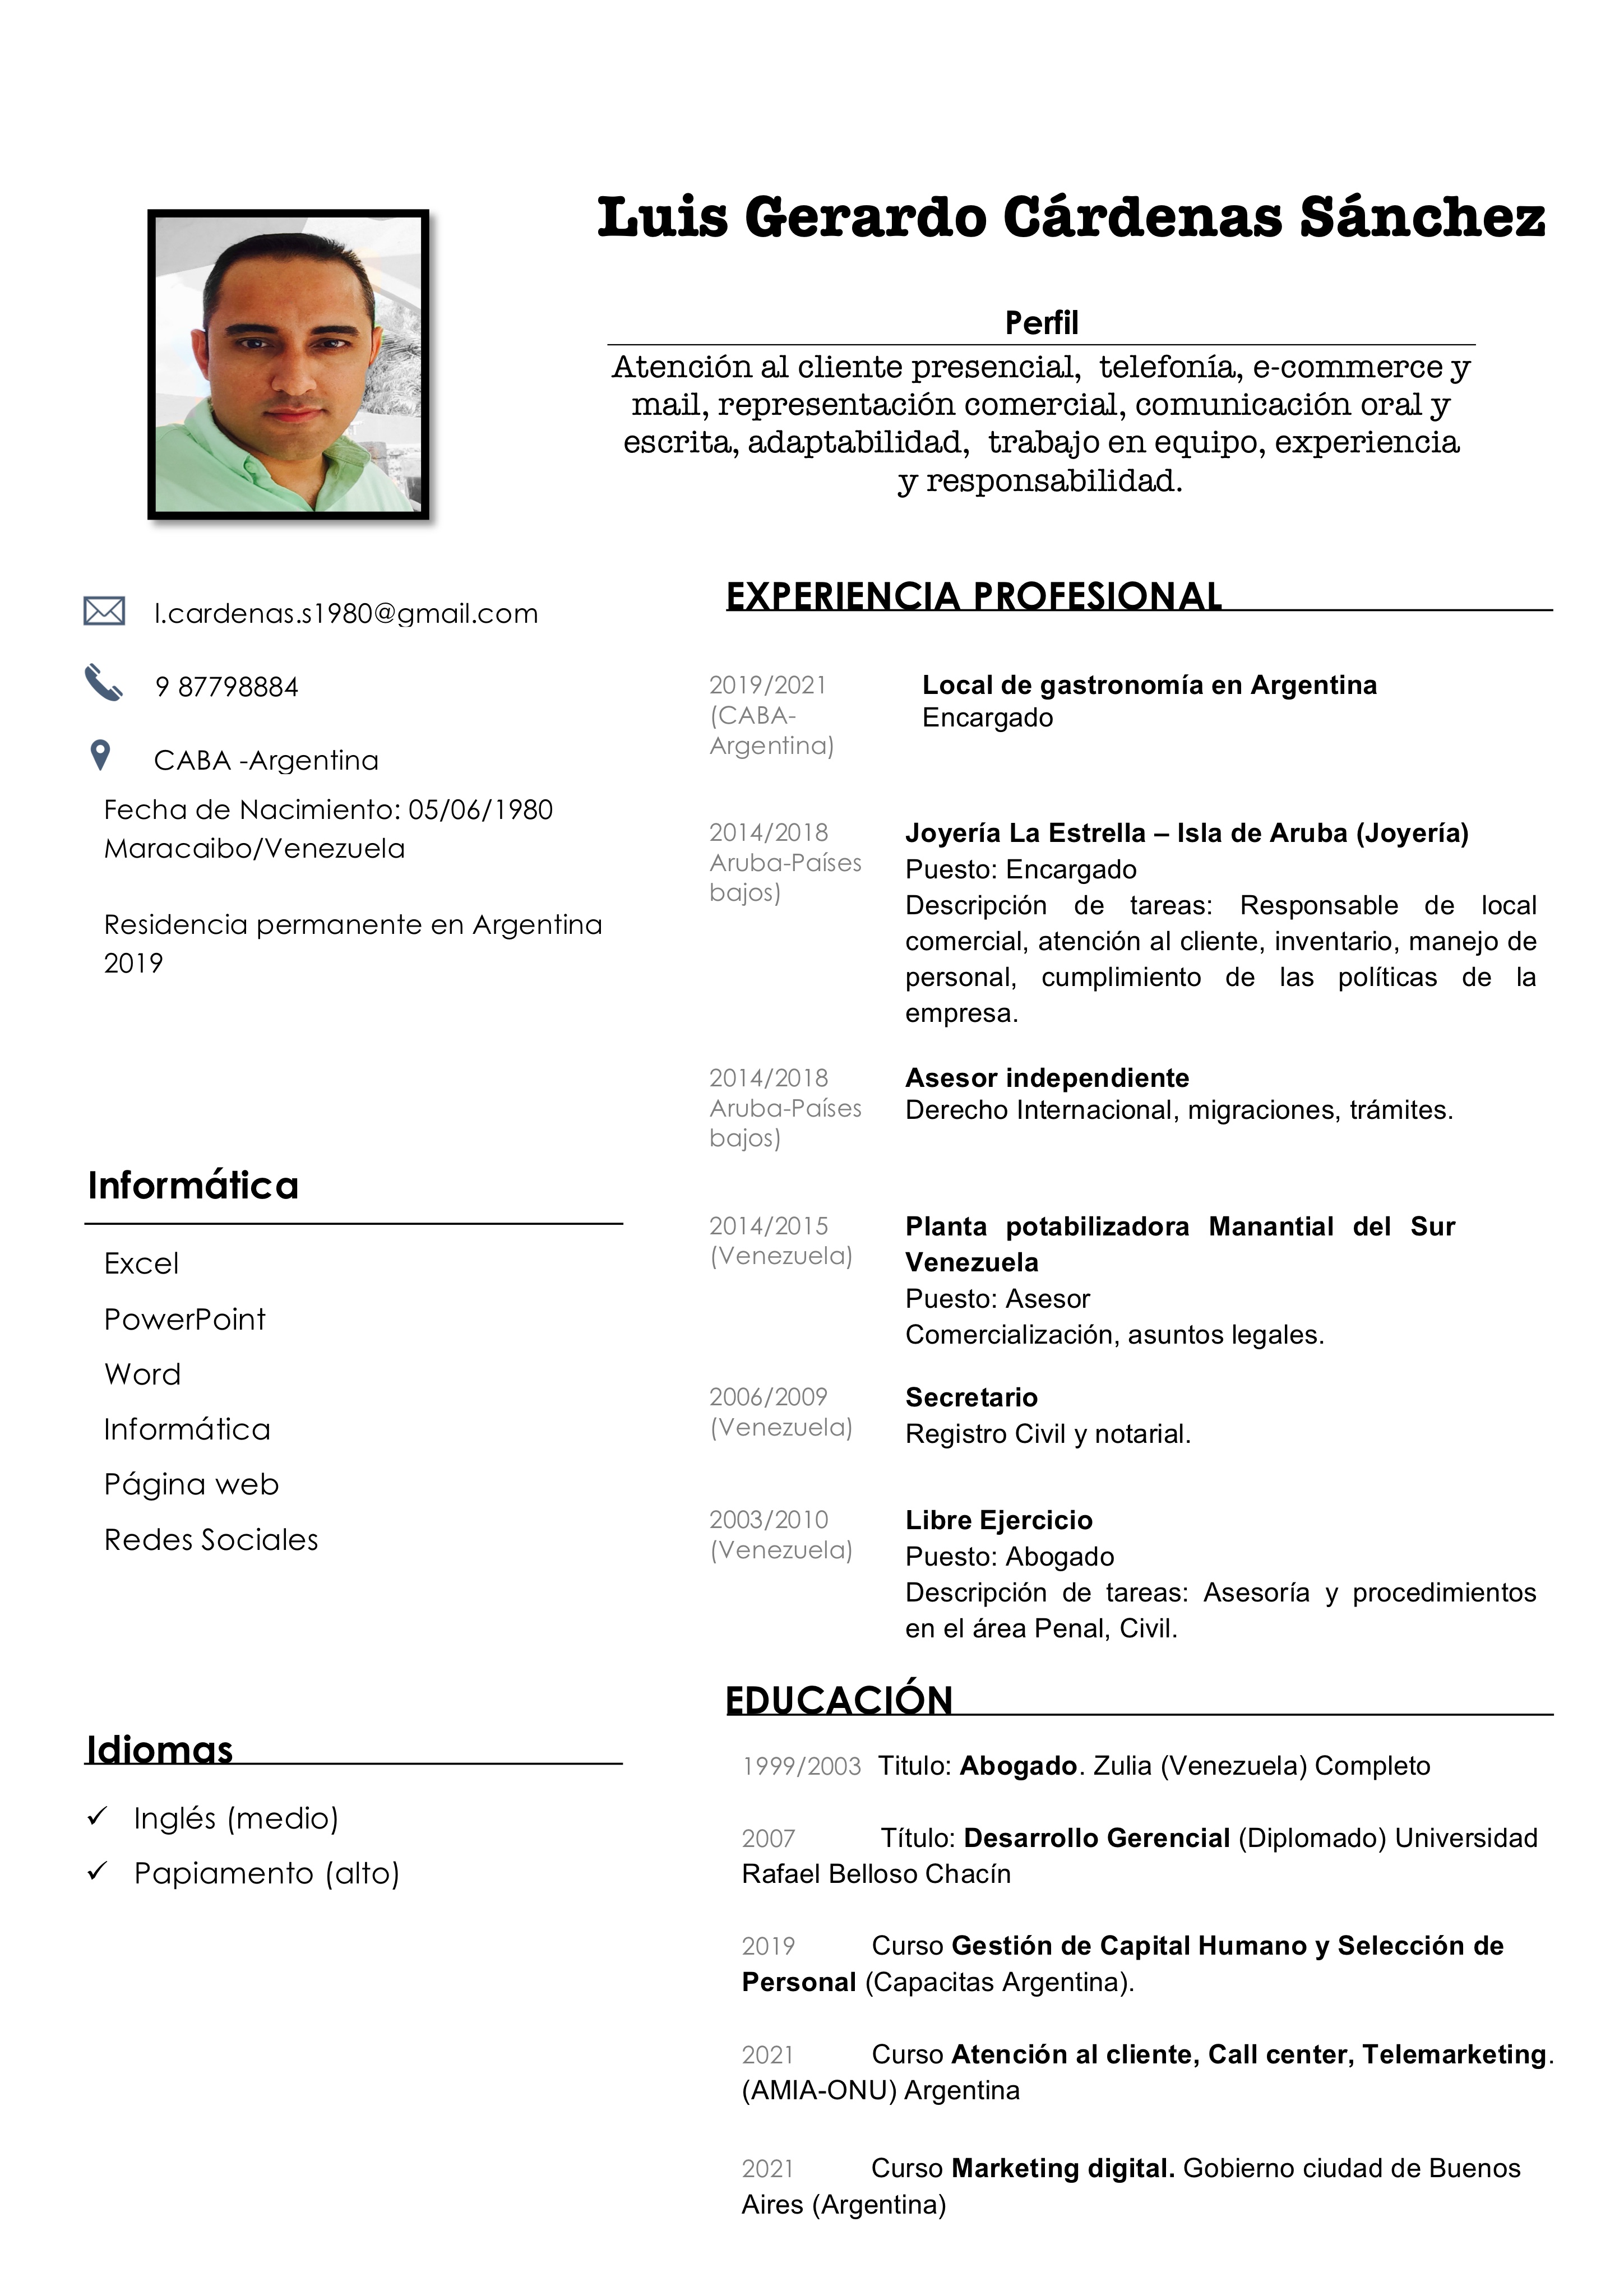 Luis Gerardo Cárdenas Sánchez
Perfil
Atención al cliente presencial, telefonía, e-commerce y
mail, representación comercial, comunicación oral y
escrita, adaptabilidad, trabajo en equipo, experiencia
y responsabilidad.
l.cardenas.s1980@gmail.com
9 87798884
CABA -Argentina
Fecha de Nacimiento: 05/06/1980
Maracaibo/Venezuela
Residencia permanente en Argentina
2019
Informática
Excel
PowerPoint
Word
Informática
Página web
Redes Sociales
Idiomas
Inglés (medio)
Papiamento (alto)
EXPERIENCIA PROFESIONAL
2019/2021
(CABA-
Argentina)
Local de gastronomía en Argentina
Encargado
2014/2018
Aruba-Países
bajos)
Joyería La Estrella – Isla de Aruba (Joyería)
Puesto: Encargado
Descripción de tareas: Responsable de local
comercial, atención al cliente, inventario, manejo de
personal, cumplimiento de las políticas de la
empresa.
2014/2018
Aruba-Países
bajos)
Asesor independiente
Derecho Internacional, migraciones, trámites.
2014/2015
(Venezuela)
Planta potabilizadora Manantial del Sur
Venezuela
Puesto: Asesor
Comercialización, asuntos legales.
2006/2009
(Venezuela)
Secretario
Registro Civil y notarial.
2003/2010
(Venezuela)
Libre Ejercicio
Puesto: Abogado
Descripción de tareas: Asesoría y procedimientos
en el área Penal, Civil.
EDUCACIÓN
1999/2003 Titulo: Abogado. Zulia (Venezuela) Completo
2007 Título: Desarrollo Gerencial (Diplomado) Universidad
Rafael Belloso Chacín
2019 Curso Gestión de Capital Humano y Selección de
Personal (Capacitas Argentina).
2021 Curso Atención al cliente, Call center, Telemarketing.
(AMIA-ONU) Argentina
2021 Curso Marketing digital. Gobierno ciudad de Buenos
Aires (Argentina)